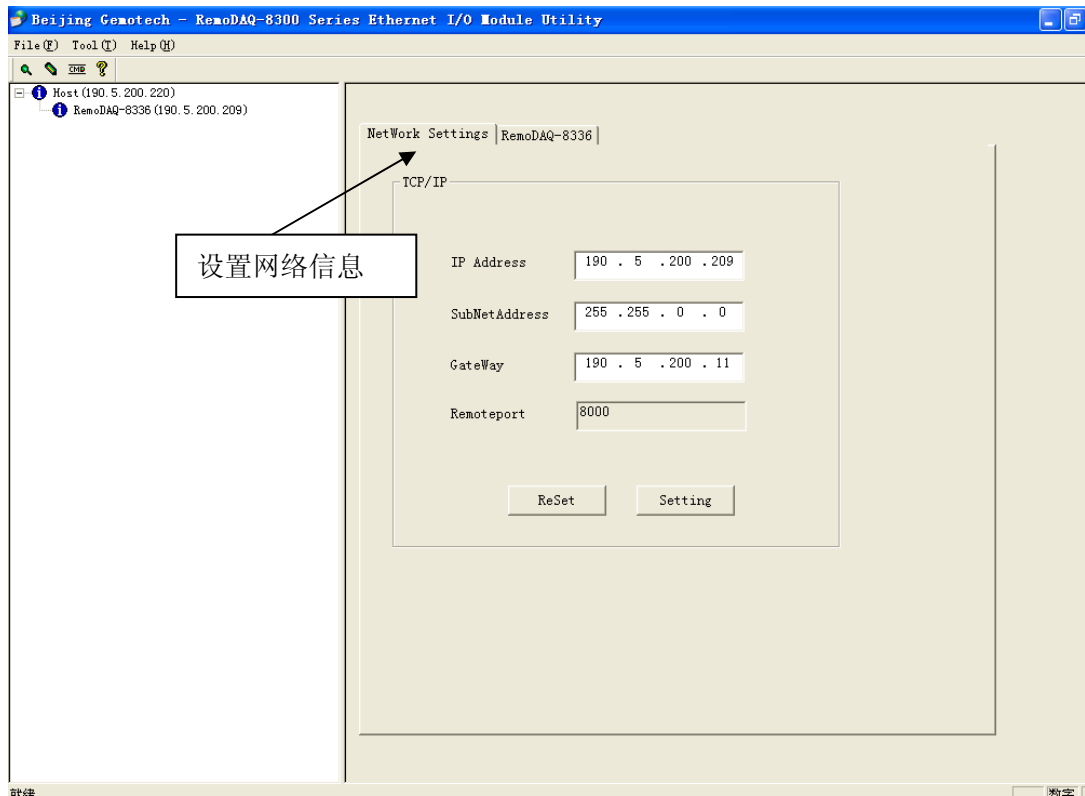 Beijing Gemotech - RemoDAQ-8300 Series Ethernet I/O Module Utility
File(F) Tool(T) Help(H)
CMD ?
Host(190.5.200.220)
RemoDAQ-8336(190.5.200.209)
NetWork Settings RemoDAQ-8336
TCP/IP
设置网络信息
IP Address 190 . 5 .200 .209
SubNetAddress 255 .255 . 0 . 0
GateWay 190 . 5 .200 . 11
Remoteport 8000
ReSet Setting
就绪 数字